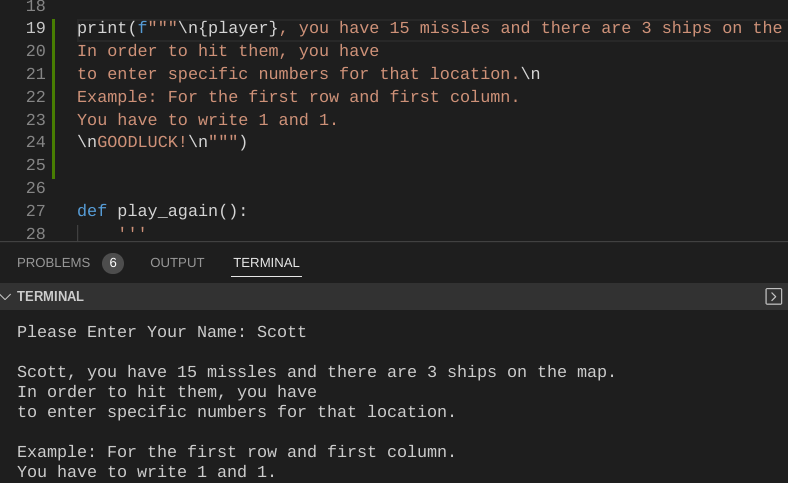 18
19 print(f"""\n{player}, you have 15 missles and there are 3 ships on the
20 In order to hit them, you have
21 to enter specific numbers for that location.\n
22 Example: For the first row and first column.
23 You have to write 1 and 1.
24 \nGOODLUCK!\n""")
25
26
27 def play_again():
28 '''
PROBLEMS 6 OUTPUT TERMINAL
TERMINAL
Please Enter Your Name: Scott
Scott, you have 15 missles and there are 3 ships on the map.
In order to hit them, you have
to enter specific numbers for that location.
Example: For the first row and first column.
You have to write 1 and 1.